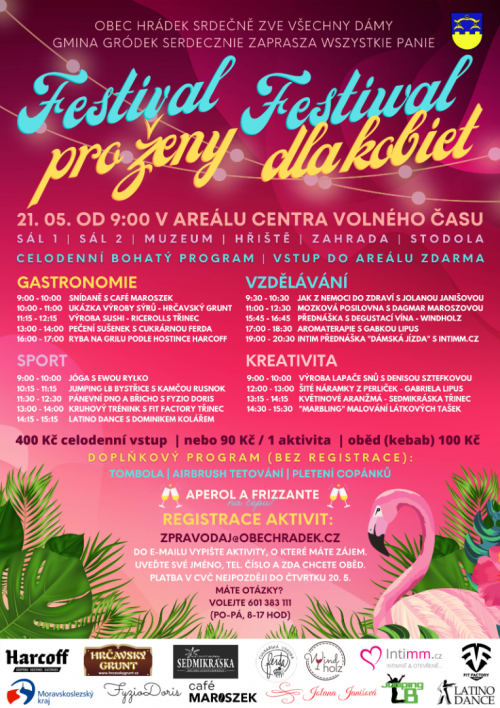 OBEC HRÁDEK SRDEČNĚ ZVE VŠECHNY DÁMY
GMINA GRÓDEK SERDECZNIE ZAPRASZA WSZYSTKIE PANIE
Festival Festiwal
pro ženy dla kobiet
21. 05. OD 9:00 V AREÁLU CENTRA VOLNÉHO ČASU
SÁL 1 | SÁL 2 | MUZEUM | HŘIŠTĚ | ZAHRADA | STODOLA
CELODENNÍ BOHATÝ PROGRAM | VSTUP DO AREÁLU ZDARMA
GASTRONOMIE
9:00 - 10:00 SNÍDANĚ S CAFÉ MAROSZEK
10:00 - 11:00 UKÁZKA VÝROBY SÝRŮ - HRČAVSKÝ GRUNT
11:15 - 12:15 VÝROBA SUSHI - RICEROLLS TŘINEC
13:00 - 14:00 PEČENÍ SUŠENEK S CUKRÁRNOU FERDA
16:00 - 17:00 RYBA NA GRILU PODLE HOSTINCE HARCOFF
VZDĚLÁVÁNÍ
9:30 - 10:30 JAK Z NEMOCI DO ZDRAVÍ S JOLANOU JANIŠOVOU
11:00 - 12:30 MOZKOVÁ POSILOVNA S DAGMAR MAROSZOVOU
15:45 - 16:45 PŘEDNÁŠKA S DEGUSTACÍ VÍNA - WINDHOLZ
17:00 - 18:30 AROMATERAPIE S GABKOU LIPUS
19:00 - 20:30 INTIM PŘEDNÁŠKA "DÁMSKÁ JÍZDA" S INTIMM.CZ
SPORT
9:00 - 10:00 JÓGA S EWOU RYŁKO
10:15 - 11:15 JUMPING LB BYSTŘICE S KAMČOU RUSNOK
11:30 - 12:30 PÁNEVNÍ DNO A BŘICHO S FYZIO DORIS
13:00 - 14:00 KRUHOVÝ TRÉNINK S FIT FACTORY TŘINEC
14:15 - 15:15 LATINO DANCE S DOMINIKEM KOLÁŘEM
KREATIVITA
9:00 - 10:00 VÝROBA LAPAČE SNŮ S DENISOU SZTEFKOVOU
12:00 - 13:00 ŠITÉ NÁRAMKY Z PERLIČEK - GABRIELA LIPUS
13:15 - 14:15 KVĚTINOVÉ ARANŽMÁ - SEDMIKRÁSKA TŘINEC
14:30 - 15:30 "MARBLING" MALOVÁNÍ LÁTKOVÝCH TAŠEK
400 Kč celodenní vstup | nebo 90 Kč / 1 aktivita | oběd (kebab) 100 Kč
DOPLŇKOVÝ PROGRAM (BEZ REGISTRACE):
TOMBOLA | AIRBRUSH TETOVÁNÍ | PLETENÍ COPÁNKŮ
APEROL A FRIZZANTE
na čepu!
REGISTRACE AKTIVIT:
ZPRAVODAJ@OBECHRADEK.CZ
DO E-MAILU VYPIŠTE AKTIVITY, O KTERÉ MÁTE ZÁJEM.
UVEĎTE SVÉ JMÉNO, TEL. ČÍSLO A ZDA CHCETE OBĚD.
PLATBA V CVČ NEJPOZDĚJI DO ČTVRTKU 20. 5.
MÁTE OTÁZKY?
VOLEJTE 601 383 111
(PO-PÁ, 8-17 HOD)
Harcoff
HRČAVSKÝ
GRUNT
SEDMIKRÁSKA
Ferda
Wind
holz
Intimm.cz
INTIMNĚ & OTEVŘENĚ..
FIT FACTORY
Moravskoslezský
kraj
FyzioDoris
café
MAROSZEK
Jolana Janišová
Jumping
LB
LATINO
DANCE